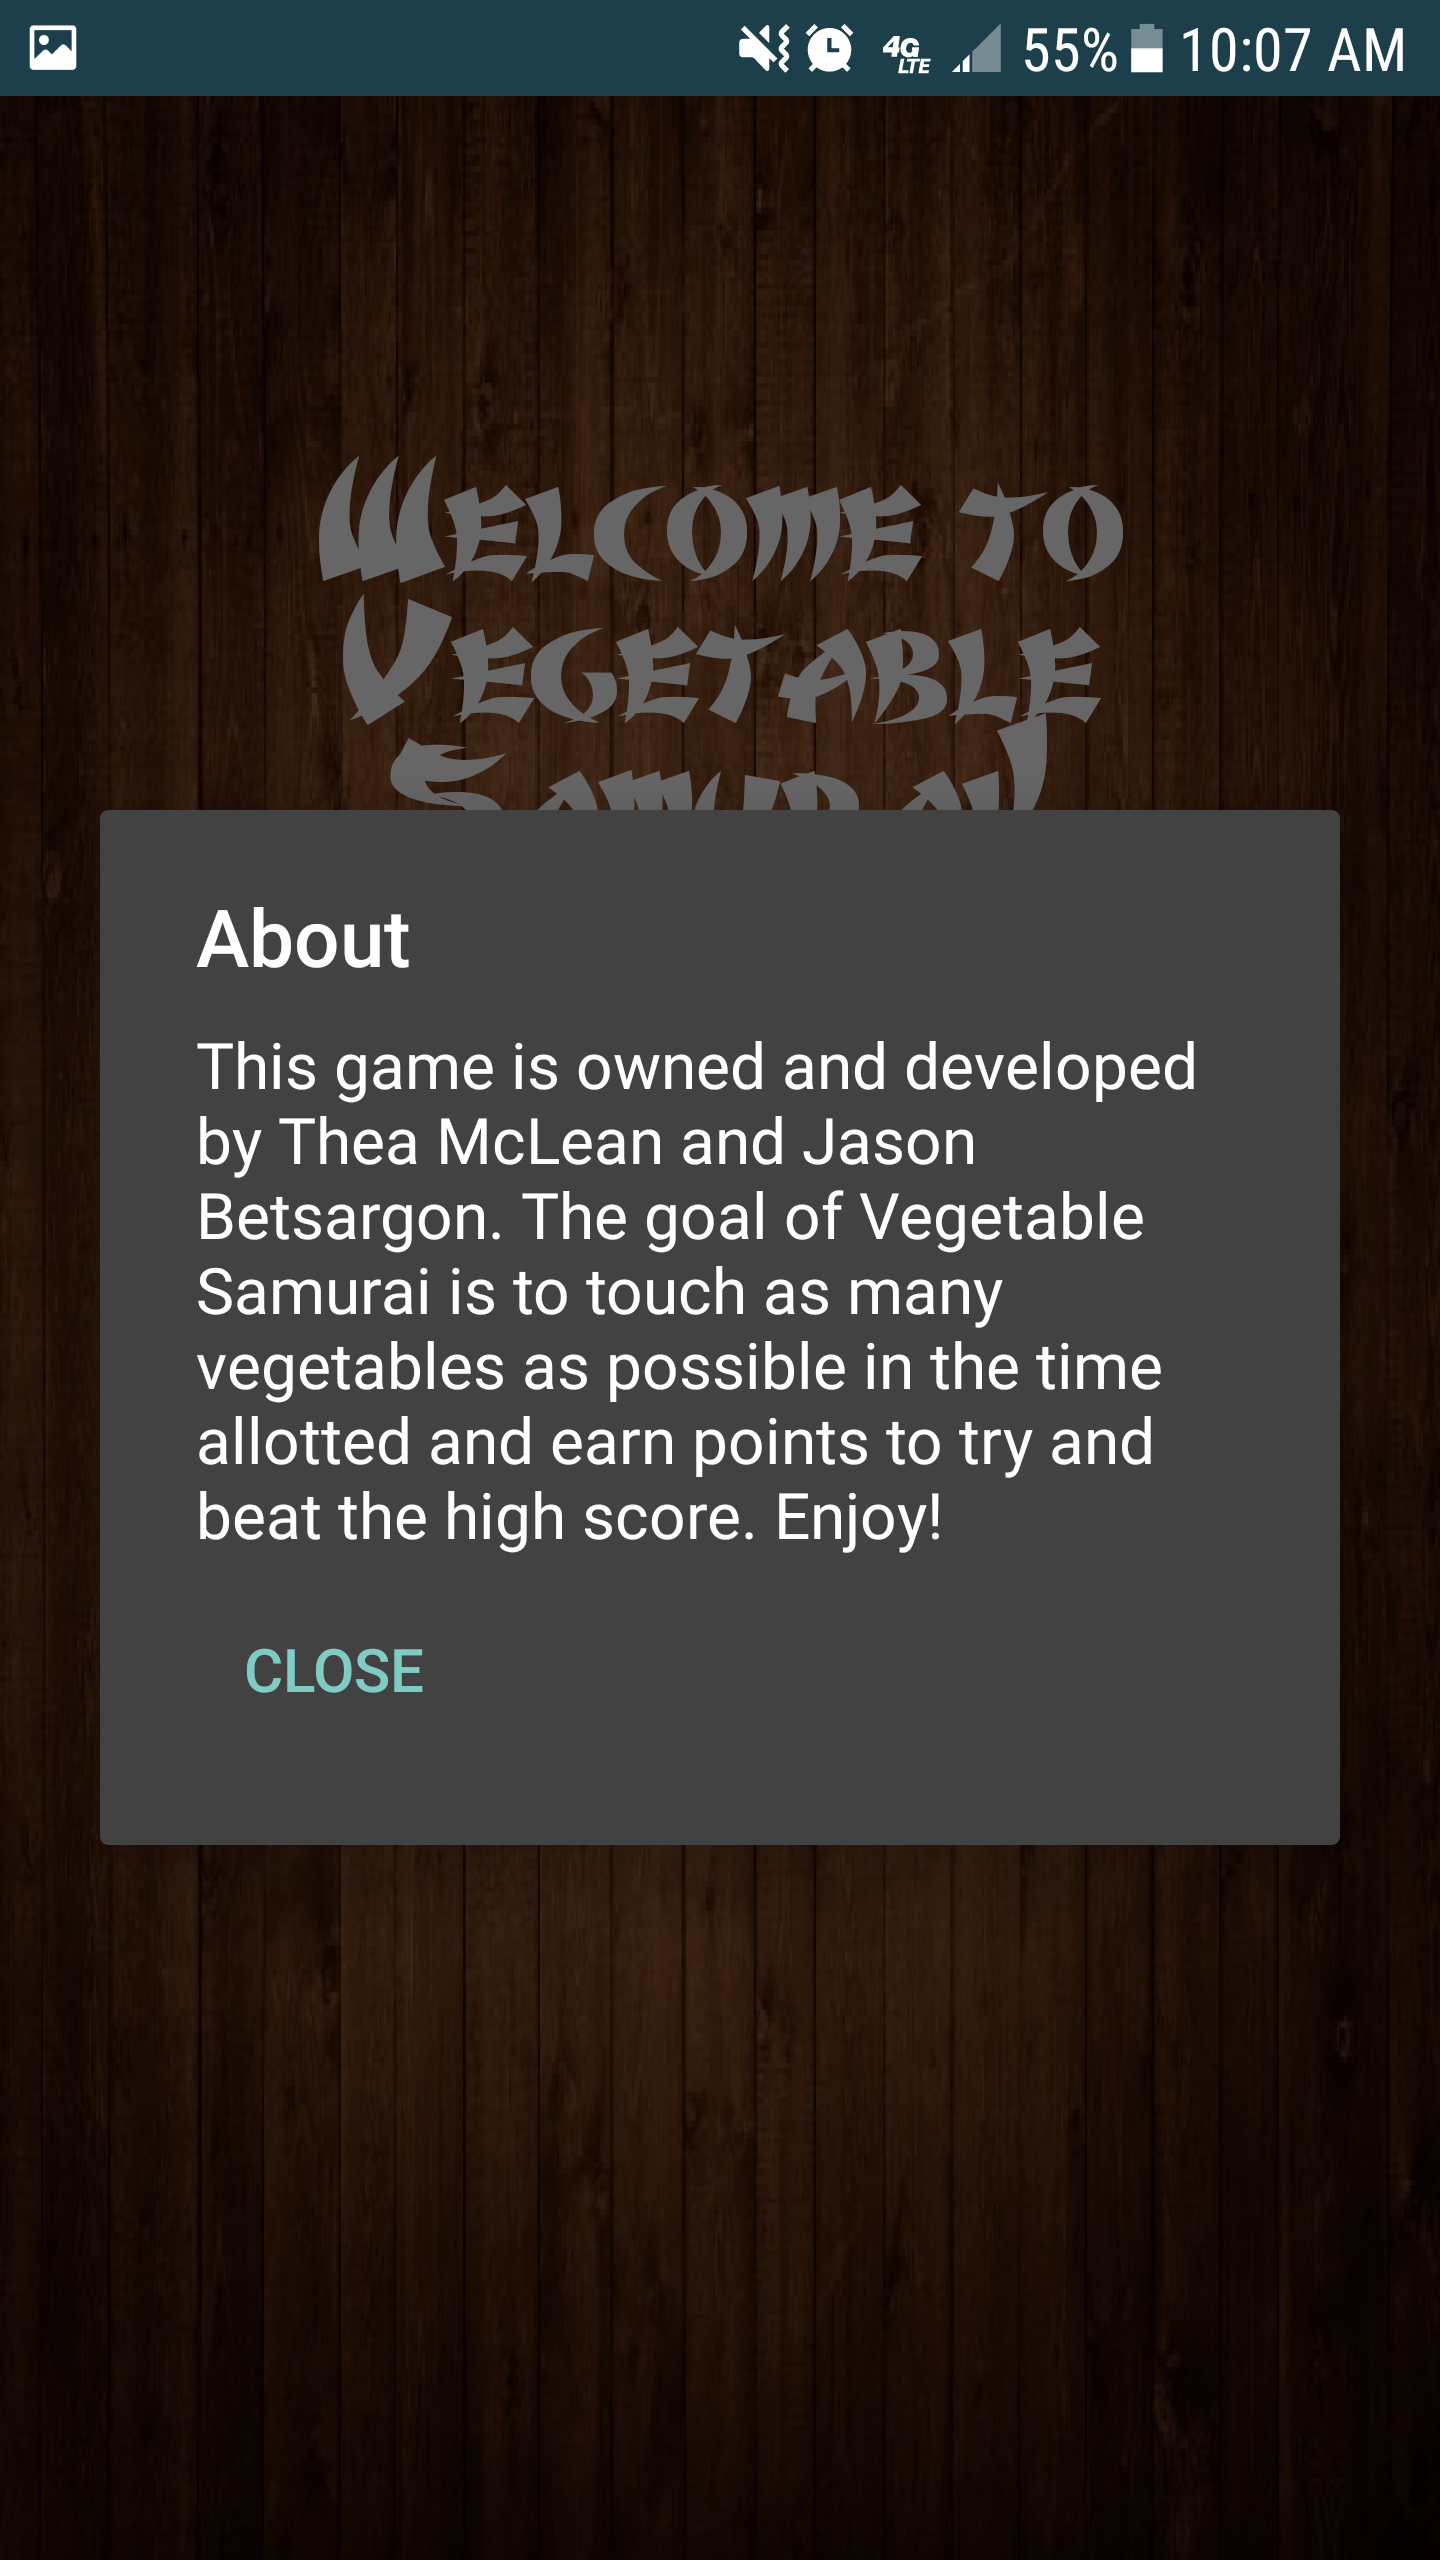 4G LTE 55% 10:07 AM
Welcome to
Vegetable
Samurai
About
This game is owned and developed
by Thea McLean and Jason
Betsargon. The goal of Vegetable
Samurai is to touch as many
vegetables as possible in the time
allotted and earn points to try and
beat the high score. Enjoy!
CLOSE